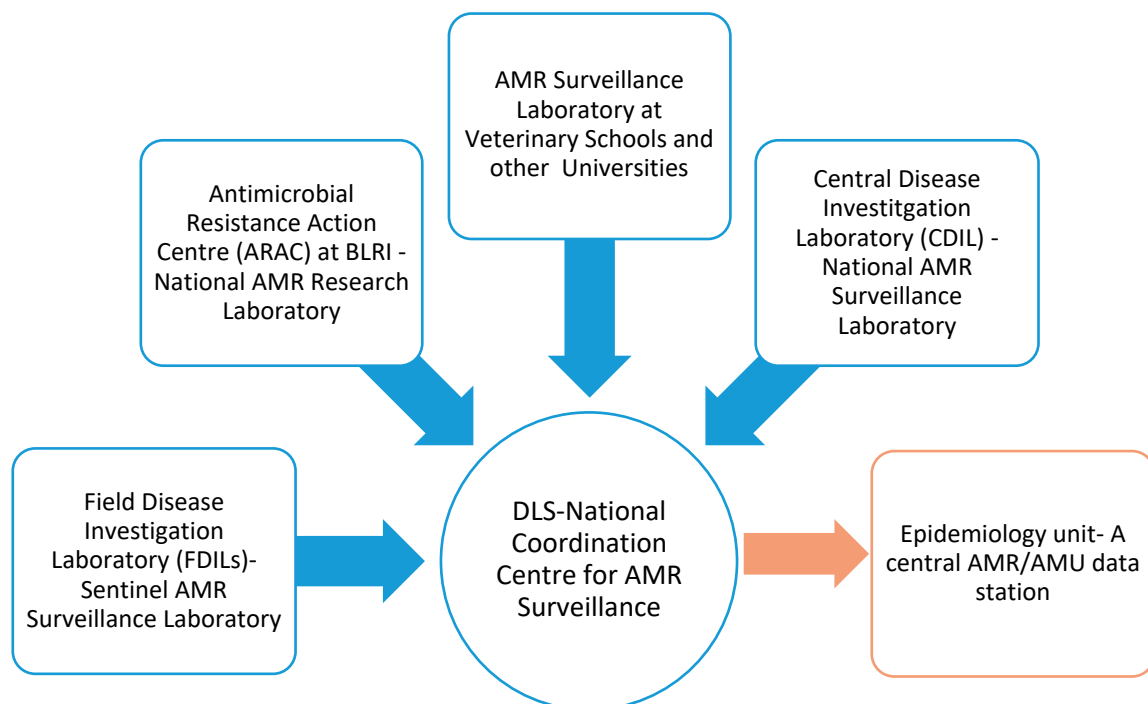 AMR Surveillance
Laboratory at
Veterinary Schools and
other  Universities
Antimicrobial
Resistance Action
Centre (ARAC) at BLRI -
National AMR Research
Laboratory
Central Disease
Investitgation
Laboratory (CDIL) -
National AMR
Surveillance
Laboratory
Field Disease
Investigation
Laboratory (FDILs)-
Sentinel AMR
Surveillance Laboratory
DLS-National
Coordination
Centre for AMR
Surveillance
Epidemiology unit- A
central AMR/AMU data
station